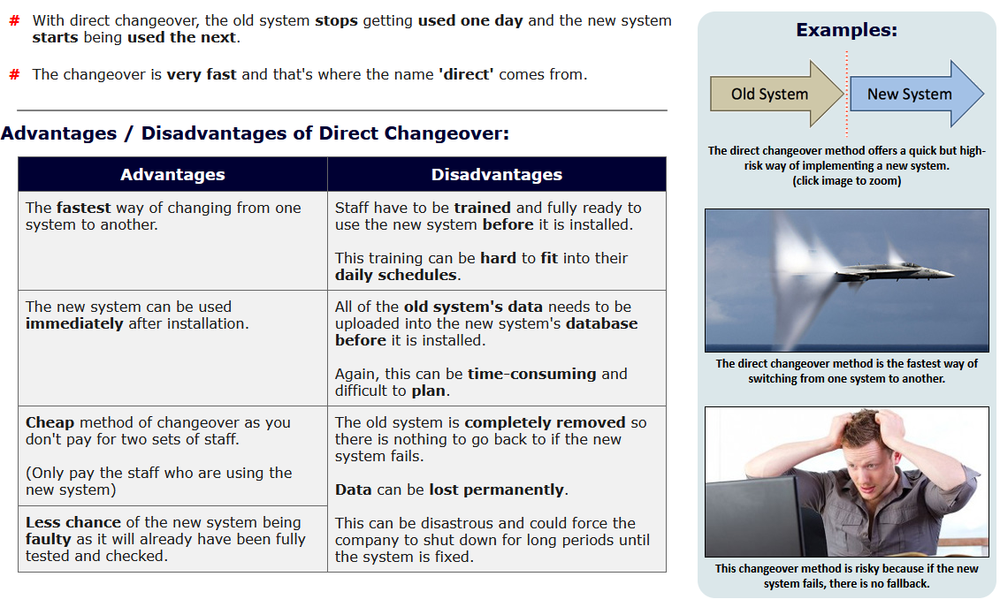 # With direct changeover, the old system stops getting used one day and the new system
starts being used the next.
# The changeover is very fast and that's where the name 'direct' comes from.
Advantages / Disadvantages of Direct Changeover:
Advantages
Disadvantages
The fastest way of changing from one
system to another.
Staff have to be trained and fully ready to
use the new system before it is installed.
This training can be hard to fit into their
daily schedules.
The new system can be used
immediately after installation.
All of the old system's data needs to be
uploaded into the new system's database
before it is installed.
Again, this can be time-consuming and
difficult to plan.
Cheap method of changeover as you
don't pay for two sets of staff.
(Only pay the staff who are using the
new system)
Less chance of the new system being
faulty as it will already have been fully
tested and checked.
The old system is completely removed so
there is nothing to go back to if the new
system fails.
Data can be lost permanently.
This can be disastrous and could force the
company to shut down for long periods until
the system is fixed.
Examples:
Old System
New System
The direct changeover method offers a quick but high-
risk way of implementing a new system.
(click image to zoom)
The direct changeover method is the fastest way of
switching from one system to another.
This changeover method is risky because if the new
system fails, there is no fallback.